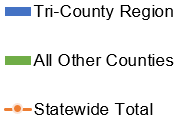 Tri-County Region
All Other Counties
Statewide Total